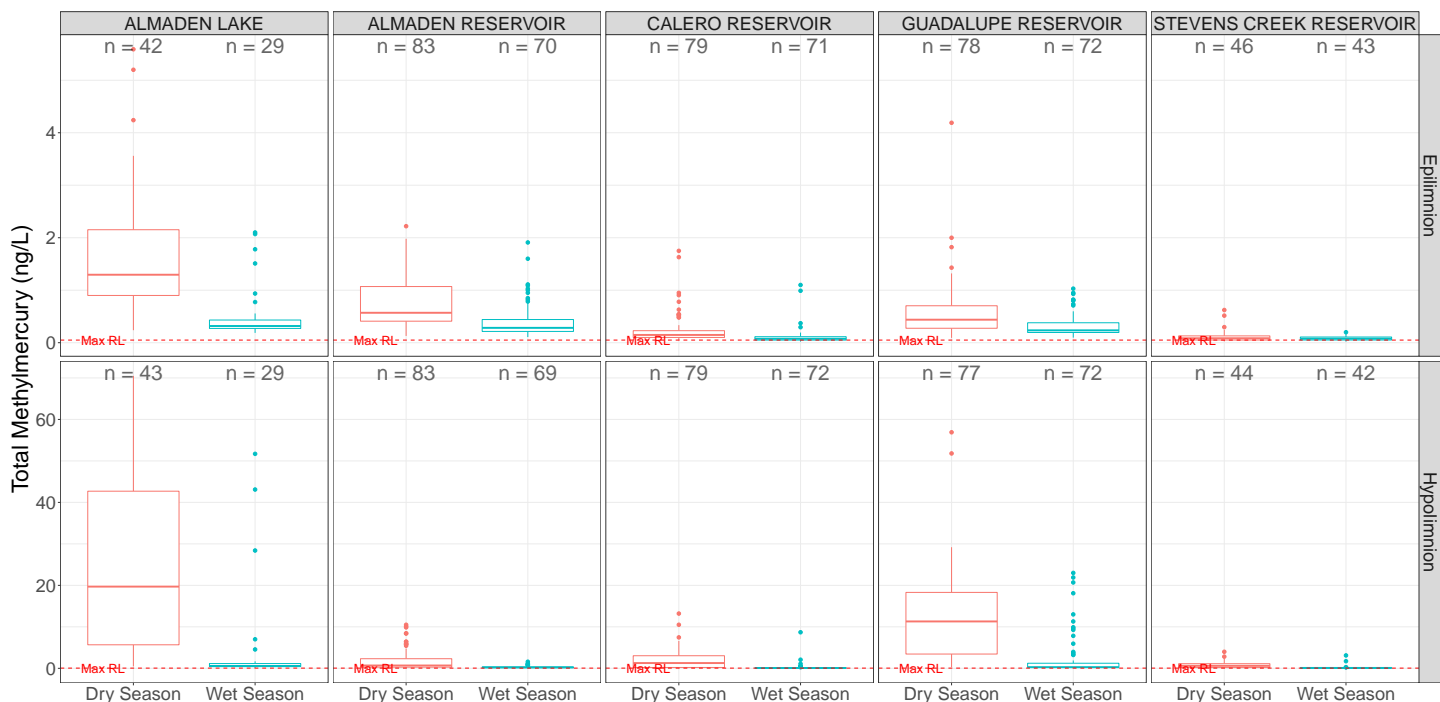 ALMADEN LAKE ALMADEN RESERVOIR CALERO RESERVOIR GUADALUPE RESERVOIR STEVENS CREEK RESERVOIR
n = 42 n = 29 n = 83 n = 70 n = 79 n = 71 n = 78 n = 72 n = 46 n = 43
4
2
0
Max RL Max RL Max RL Max RL Max RL
Epilimnion
Total Methylmercury (ng/L)
n = 43 n = 29 n = 83 n = 69 n = 79 n = 72 n = 77 n = 72 n = 44 n = 42
60
40
20
0
Max RL Max RL Max RL Max RL Max RL
Hypolimnion
Dry Season Wet Season Dry Season Wet Season Dry Season Wet Season Dry Season Wet Season Dry Season Wet Season